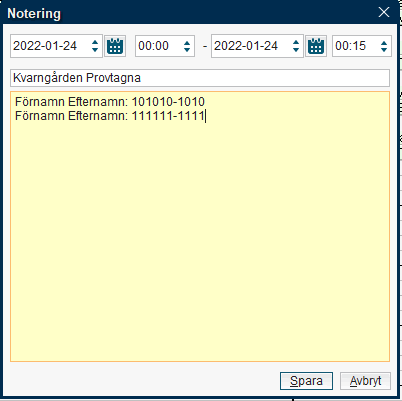 Notering
2022-01-24 00:00 - 2022-01-24 00:15
Kvarngården Provtagna
Förnamn Efternamn: 101010-1010
Förnamn Efternamn: 111111-1111
Spara Avbryt